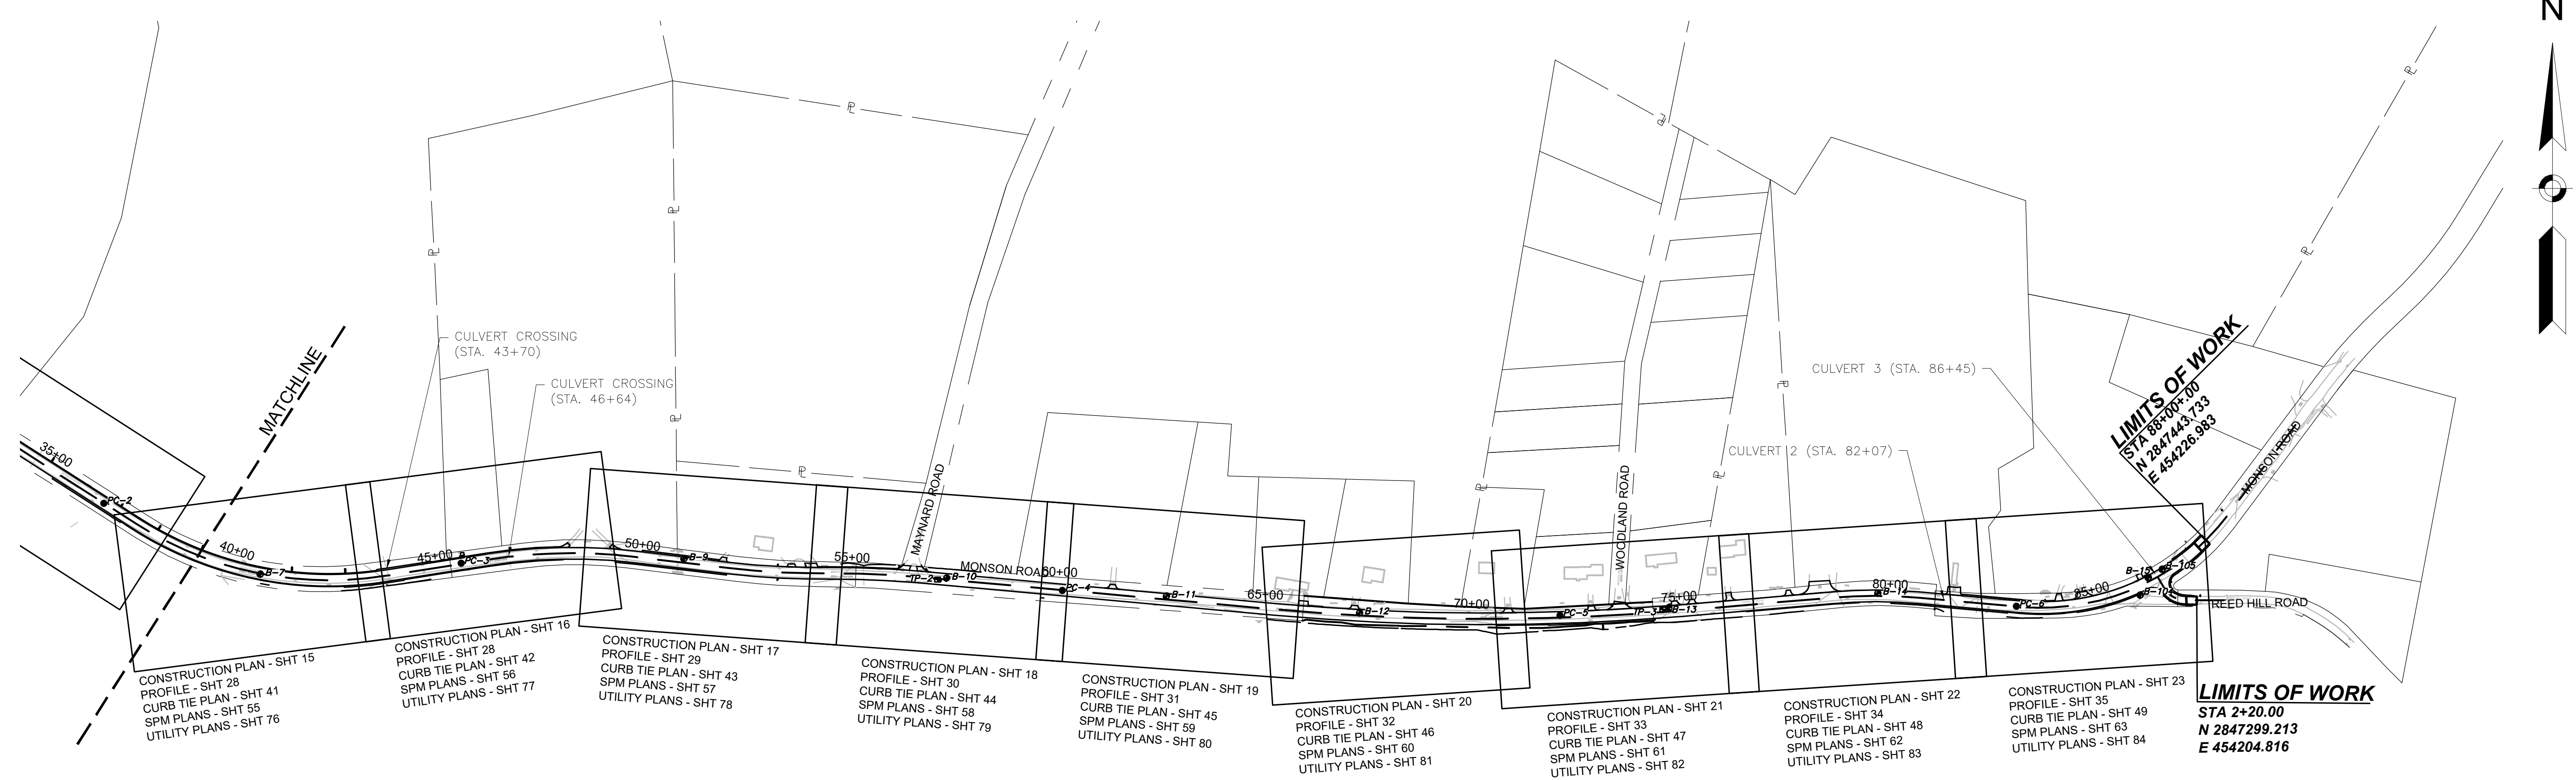 N
CULVERT CROSSING
(STA. 43+70)
CULVERT CROSSING
(STA. 46+64)
MATCHLINE
CULVERT 3 (STA. 86+45)
CULVERT 2 (STA. 82+07)
LIMITS OF WORK
STA 88+00+.00
N 2847443.733
E 454226.983
MONSON ROAD
MAYNARD ROAD
WOODLAND ROAD
MONSON ROAD
REED HILL ROAD
35+00
40+00
45+00
50+00
55+00
60+00
65+00
70+00
75+00
80+00
85+00
PC-2
B-7
PC-3
B-9
TP-2
B-10
PC-4
B-11
B-12
PC-5
TP-3
B-13
B-14
PC-6
B-15
B-105
B-104
PL
PL
PL
PL
PL
PL
PL
PL
PL
PL
PL
PL
CONSTRUCTION PLAN - SHT 15
PROFILE - SHT 28
CURB TIE PLAN - SHT 41
SPM PLANS - SHT 55
UTILITY PLANS - SHT 76
CONSTRUCTION PLAN - SHT 16
PROFILE - SHT 28
CURB TIE PLAN - SHT 42
SPM PLANS - SHT 56
UTILITY PLANS - SHT 77
CONSTRUCTION PLAN - SHT 17
PROFILE - SHT 29
CURB TIE PLAN - SHT 43
SPM PLANS - SHT 57
UTILITY PLANS - SHT 78
CONSTRUCTION PLAN - SHT 18
PROFILE - SHT 30
CURB TIE PLAN - SHT 44
SPM PLANS - SHT 58
UTILITY PLANS - SHT 79
CONSTRUCTION PLAN - SHT 19
PROFILE - SHT 31
CURB TIE PLAN - SHT 45
SPM PLANS - SHT 59
UTILITY PLANS - SHT 80
CONSTRUCTION PLAN - SHT 20
PROFILE - SHT 32
CURB TIE PLAN - SHT 46
SPM PLANS - SHT 60
UTILITY PLANS - SHT 81
CONSTRUCTION PLAN - SHT 21
PROFILE - SHT 33
CURB TIE PLAN - SHT 47
SPM PLANS - SHT 61
UTILITY PLANS - SHT 82
CONSTRUCTION PLAN - SHT 22
PROFILE - SHT 34
CURB TIE PLAN - SHT 48
SPM PLANS - SHT 62
UTILITY PLANS - SHT 83
CONSTRUCTION PLAN - SHT 23
PROFILE - SHT 35
CURB TIE PLAN - SHT 49
SPM PLANS - SHT 63
UTILITY PLANS - SHT 84
LIMITS OF WORK
STA 2+20.00
N 2847299.213
E 454204.816